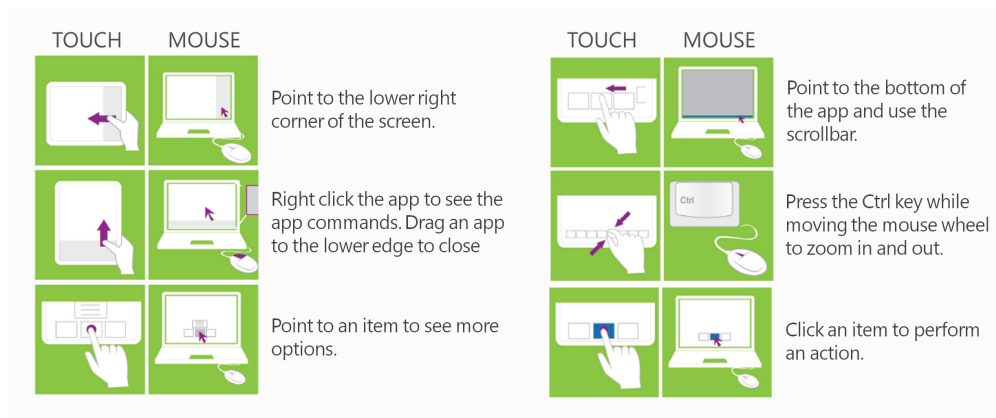 TOUCH MOUSE
Point to the lower right
corner of the screen.
Right click the app to see the
app commands. Drag an app
to the lower edge to close
Point to an item to see more
options.
TOUCH MOUSE
Point to the bottom of
the app and use the
scrollbar.
Ctrl
Press the Ctrl key while
moving the mouse wheel
to zoom in and out.
Click an item to perform
an action.